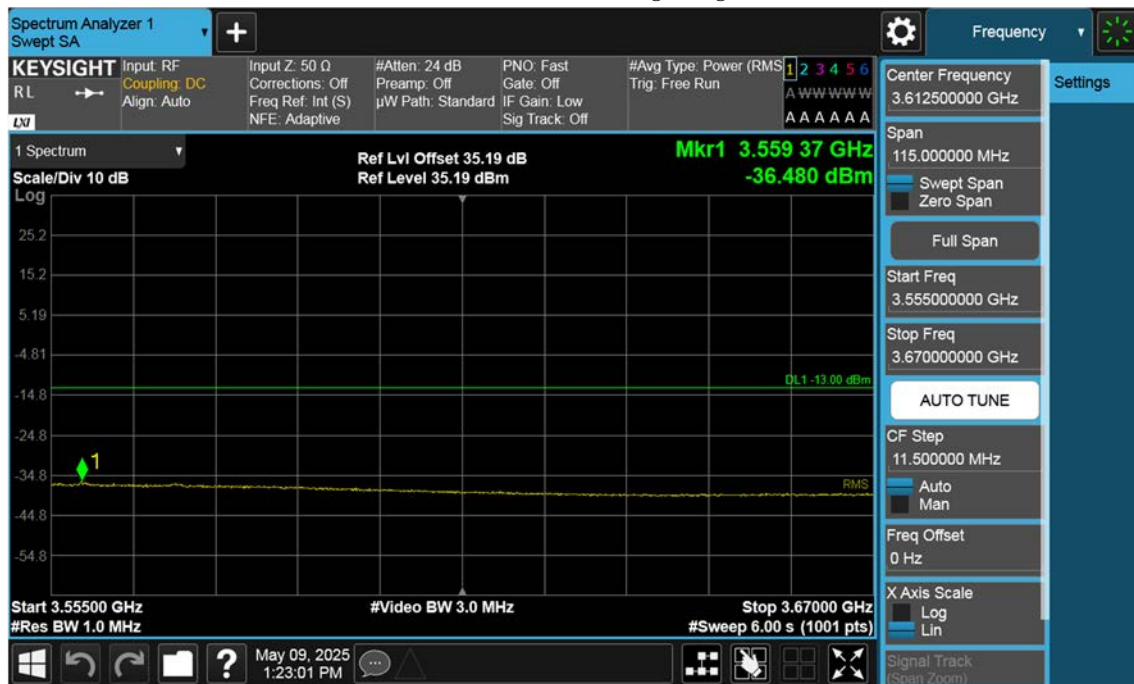 Spectrum Analyzer 1
Swept SA
+
Frequency
KEYSIGHT
RL
LXI
Input: RF
Coupling: DC
Align: Auto
Input Z: 50 Ω
Corrections: Off
Freq Ref: Int (S)
NFE: Adaptive
#Atten: 24 dB
Preamp: Off
µW Path: Standard
PNO: Fast
Gate: Off
IF Gain: Low
Sig Track: Off
#Avg Type: Power (RMS
Trig: Free Run
1 2 3 4 5 6
A W W W W W
A A A A A A
1 Spectrum
Scale/Div 10 dB
Ref Lvl Offset 35.19 dB
Ref Level 35.19 dBm
Mkr1 3.559 37 GHz
-36.480 dBm
Log
25.2
15.2
5.19
-4.81
-14.8
-24.8
-34.8
-44.8
-54.8
DL1 -13.00 dBm
1
RMS
Start 3.55500 GHz
#Res BW 1.0 MHz
#Video BW 3.0 MHz
Stop 3.67000 GHz
#Sweep 6.00 s (1001 pts)
Center Frequency
3.612500000 GHz
Span
115.000000 MHz
Swept Span
Zero Span
Full Span
Start Freq
3.555000000 GHz
Stop Freq
3.670000000 GHz
AUTO TUNE
CF Step
11.500000 MHz
Auto
Man
Freq Offset
0 Hz
X Axis Scale
Log
Lin
Signal Track
(Span Zoom)
Settings
?
May 09, 2025
1:23:01 PM